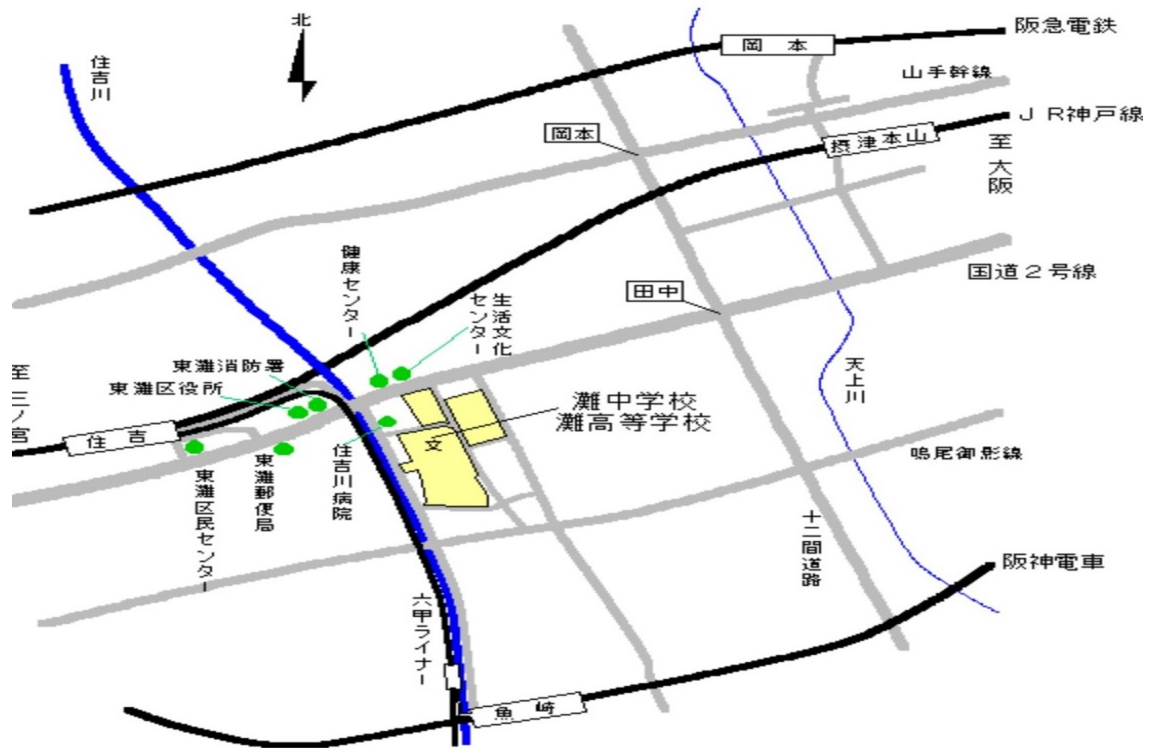 北
住吉川
岡本
阪急電鉄
山手幹線
JR神戸線
岡本
摂津本山
至大阪
国道2号線
田中
健康センター
生活文化
センター
東灘消防署
東灘区役所
至三ノ宮
住吉
灘中学校
灘高等学校
文
天上川
鳴尾御影線
東灘区民センター
東灘郵便局
住吉川病院
十二間道路
阪神電車
六甲ライナー
魚崎